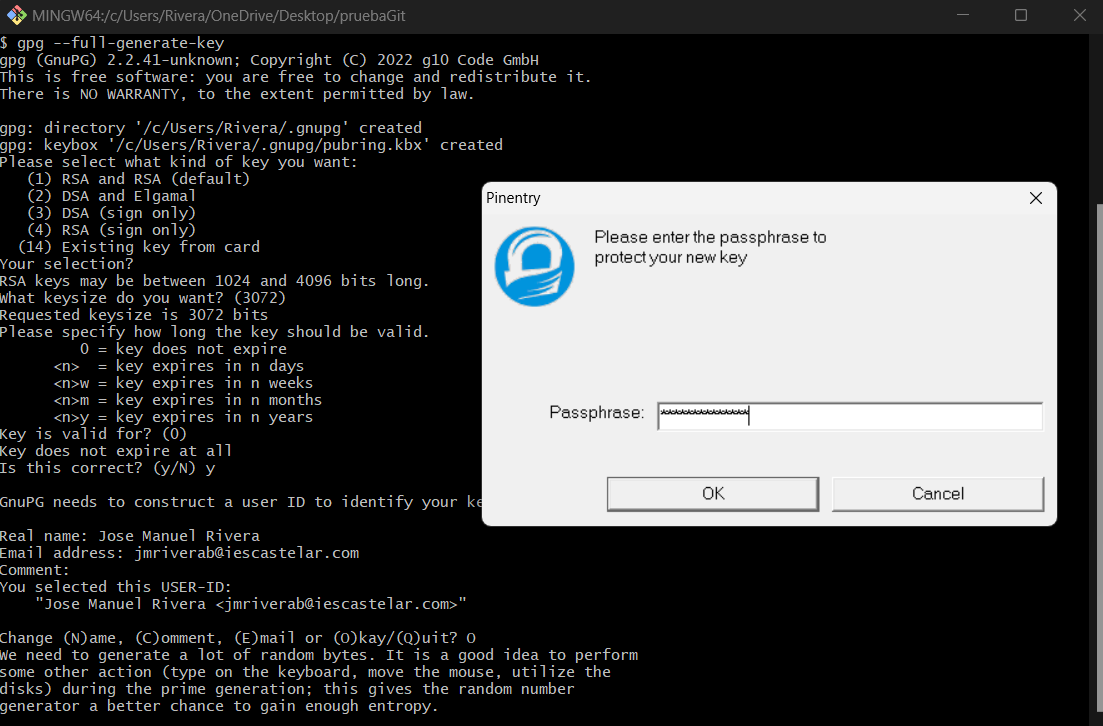 MINGW64:/c/Users/Rivera/OneDrive/Desktop/pruebaGit
$ gpg --full-generate-key
gpg (GnuPG) 2.2.41-unknown; Copyright (C) 2022 g10 Code GmbH
This is free software: you are free to change and redistribute it.
There is NO WARRANTY, to the extent permitted by law.
gpg: directory '/c/Users/Rivera/.gnupg' created
gpg: keybox '/c/Users/Rivera/.gnupg/pubring.kbx' created
Please select what kind of key you want:
(1) RSA and RSA (default)
(2) DSA and Elgamal
(3) DSA (sign only)
(4) RSA (sign only)
(14) Existing key from card
Your selection?
RSA keys may be between 1024 and 4096 bits long.
What keysize do you want? (3072)
Requested keysize is 3072 bits
Please specify how long the key should be valid.
0 = key does not expire
<n>  = key expires in n days
<n>w = key expires in n weeks
<n>m = key expires in n months
<n>y = key expires in n years
Key is valid for? (0)
Key does not expire at all
Is this correct? (y/N) y
GnuPG needs to construct a user ID to identify your ke
Real name: Jose Manuel Rivera
Email address: jmriverab@iescastelar.com
Comment:
You selected this USER-ID:
"Jose Manuel Rivera <jmriverab@iescastelar.com>"
Change (N)ame, (C)omment, (E)mail or (O)kay/(Q)uit? O
We need to generate a lot of random bytes. It is a good idea to perform
some other action (type on the keyboard, move the mouse, utilize the
disks) during the prime generation; this gives the random number
generator a better chance to gain enough entropy.
Pinentry
Please enter the passphrase to
protect your new key
Passphrase:
OK
Cancel